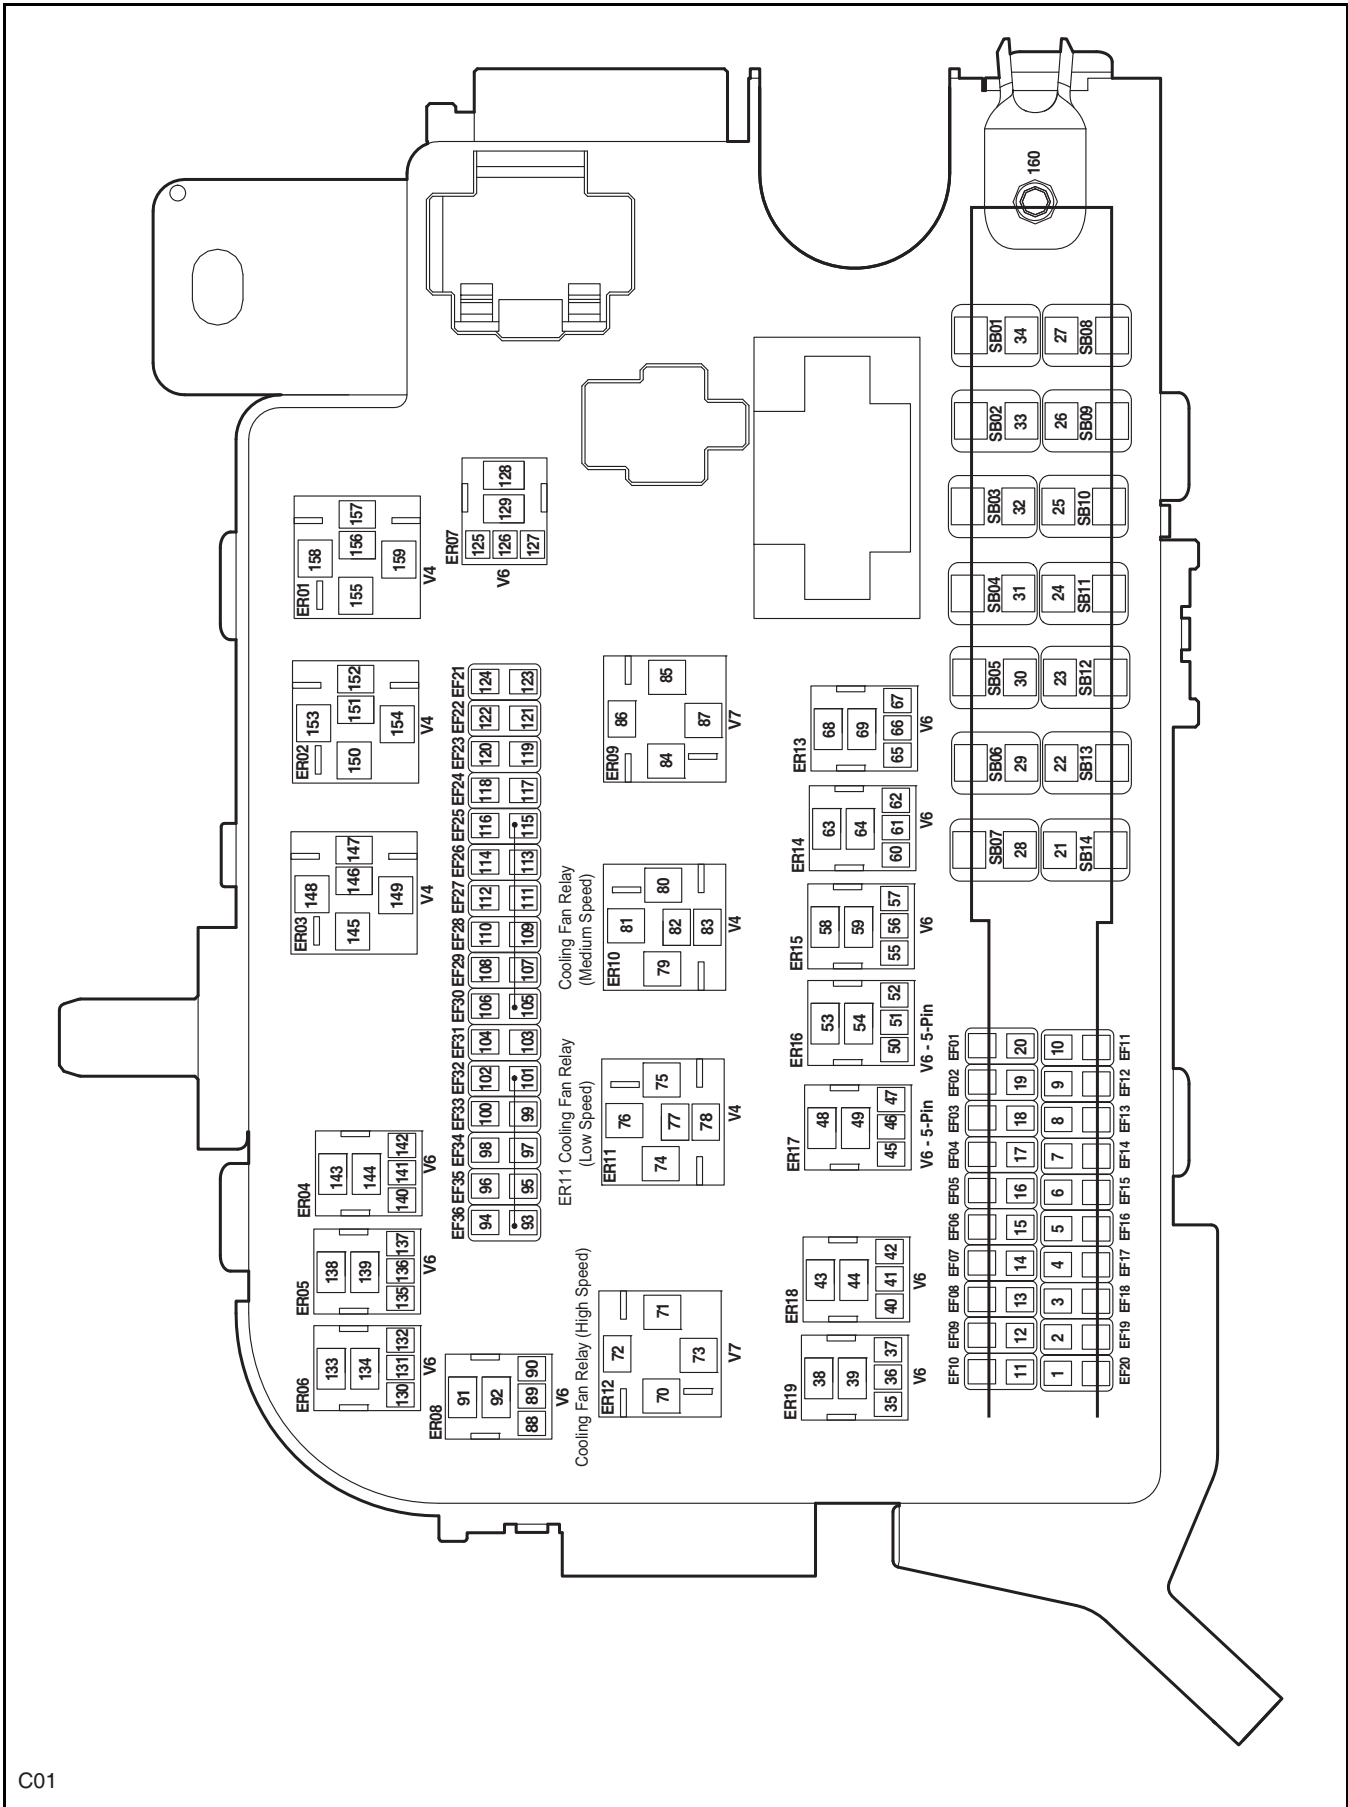 160
SB01
34
27
SB08
SB02
33
26
SB09
SB03
32
25
SB10
SB04
31
24
SB11
SB05
30
23
SB12
SB06
29
22
SB13
SB07
28
21
SB14
ER01
158
157
156
155
159
V4
ER07
128
129
125
126
127
V6
ER02
153
152
151
150
154
V4
ER03
148
147
146
145
149
V4
EF21
124
123
EF22
122
121
EF23
120
119
EF24
118
117
EF25
116
115
EF26
114
113
EF27
112
111
EF28
110
109
EF29
108
107
EF30
106
105
EF31
104
103
EF32
102
101
EF33
100
99
EF34
98
97
EF35
96
95
EF36
94
93
ER09
86
85
84
87
V7
Cooling Fan Relay
(Medium Speed)
ER10
81
80
82
83
79
V4
ER11 Cooling Fan Relay
(Low Speed)
ER11
76
75
77
78
74
V4
Cooling Fan Relay (High Speed)
ER12
72
71
70
73
V7
ER04
143
144
142
141
140
V6
ER05
138
139
137
136
135
V6
ER06
133
134
132
131
130
V6
ER08
91
92
90
89
88
V6
ER13
68
69
67
66
65
V6
ER14
63
64
62
61
60
V6
ER15
58
59
57
56
55
V6
ER16
53
54
52
51
50
V6 - 5-Pin
ER17
48
49
47
46
45
V6 - 5-Pin
ER18
43
44
42
41
40
V6
ER19
38
39
37
36
35
V6
EF01
20
10
EF11
EF02
19
9
EF12
EF03
18
8
EF13
EF04
17
7
EF14
EF05
16
6
EF15
EF06
15
5
EF16
EF07
14
4
EF17
EF08
13
3
EF18
EF09
12
2
EF19
EF10
11
1
EF20
C01